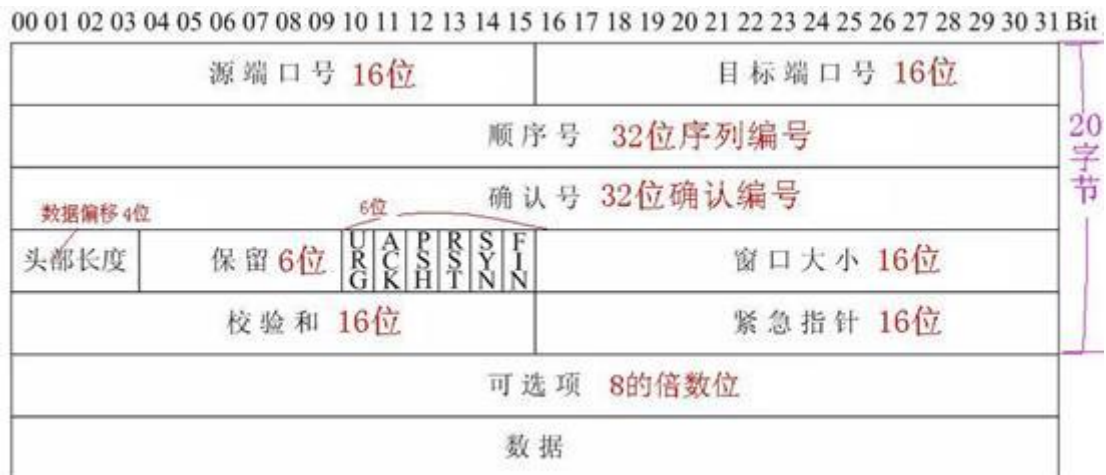 00 01 02 03 04 05 06 07 08 09 10 11 12 13 14 15 16 17 18 19 20 21 22 23 24 25 26 27 28 29 30 31 Bit
源端口号 16位 目标端口号 16位
顺序号 32位序列编号
确认号 32位确认编号
数据偏移 4位 6位
头部长度 保留 6位 URG ACK PSH RST SYN FIN 窗口大小 16位
校验和 16位 紧急指针 16位
可选项 8的倍数位
数据
20字节